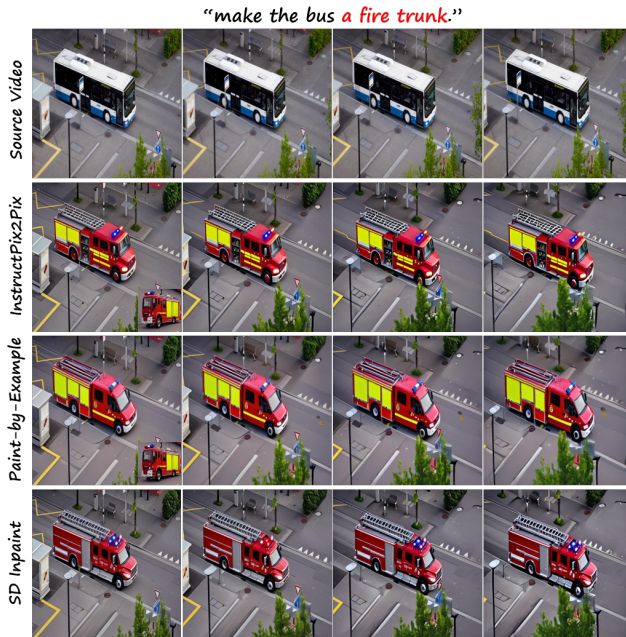 “make the bus a fire trunk.”
Source Video
InstructPix2Pix
Paint-by-Example
SD Inpaint